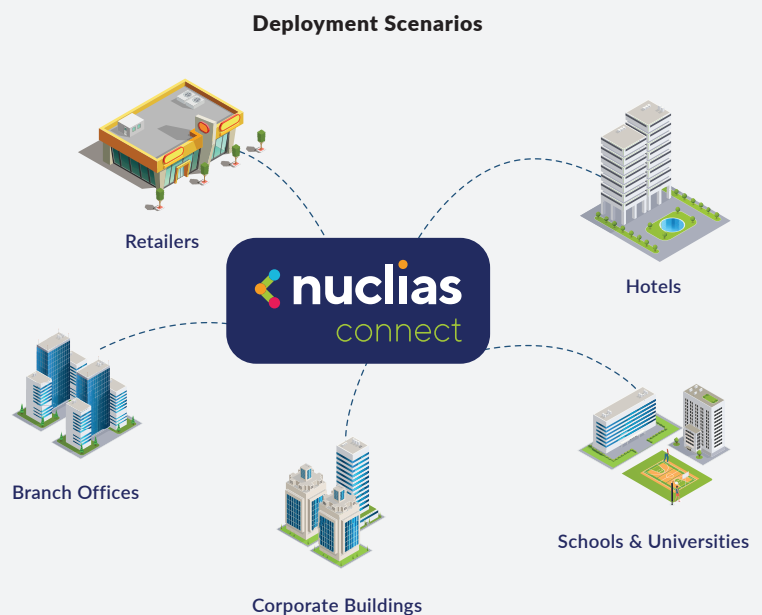 Deployment Scenarios
Retailers
Hotels
nuclias
connect
Branch Offices
Schools & Universities
Corporate Buildings